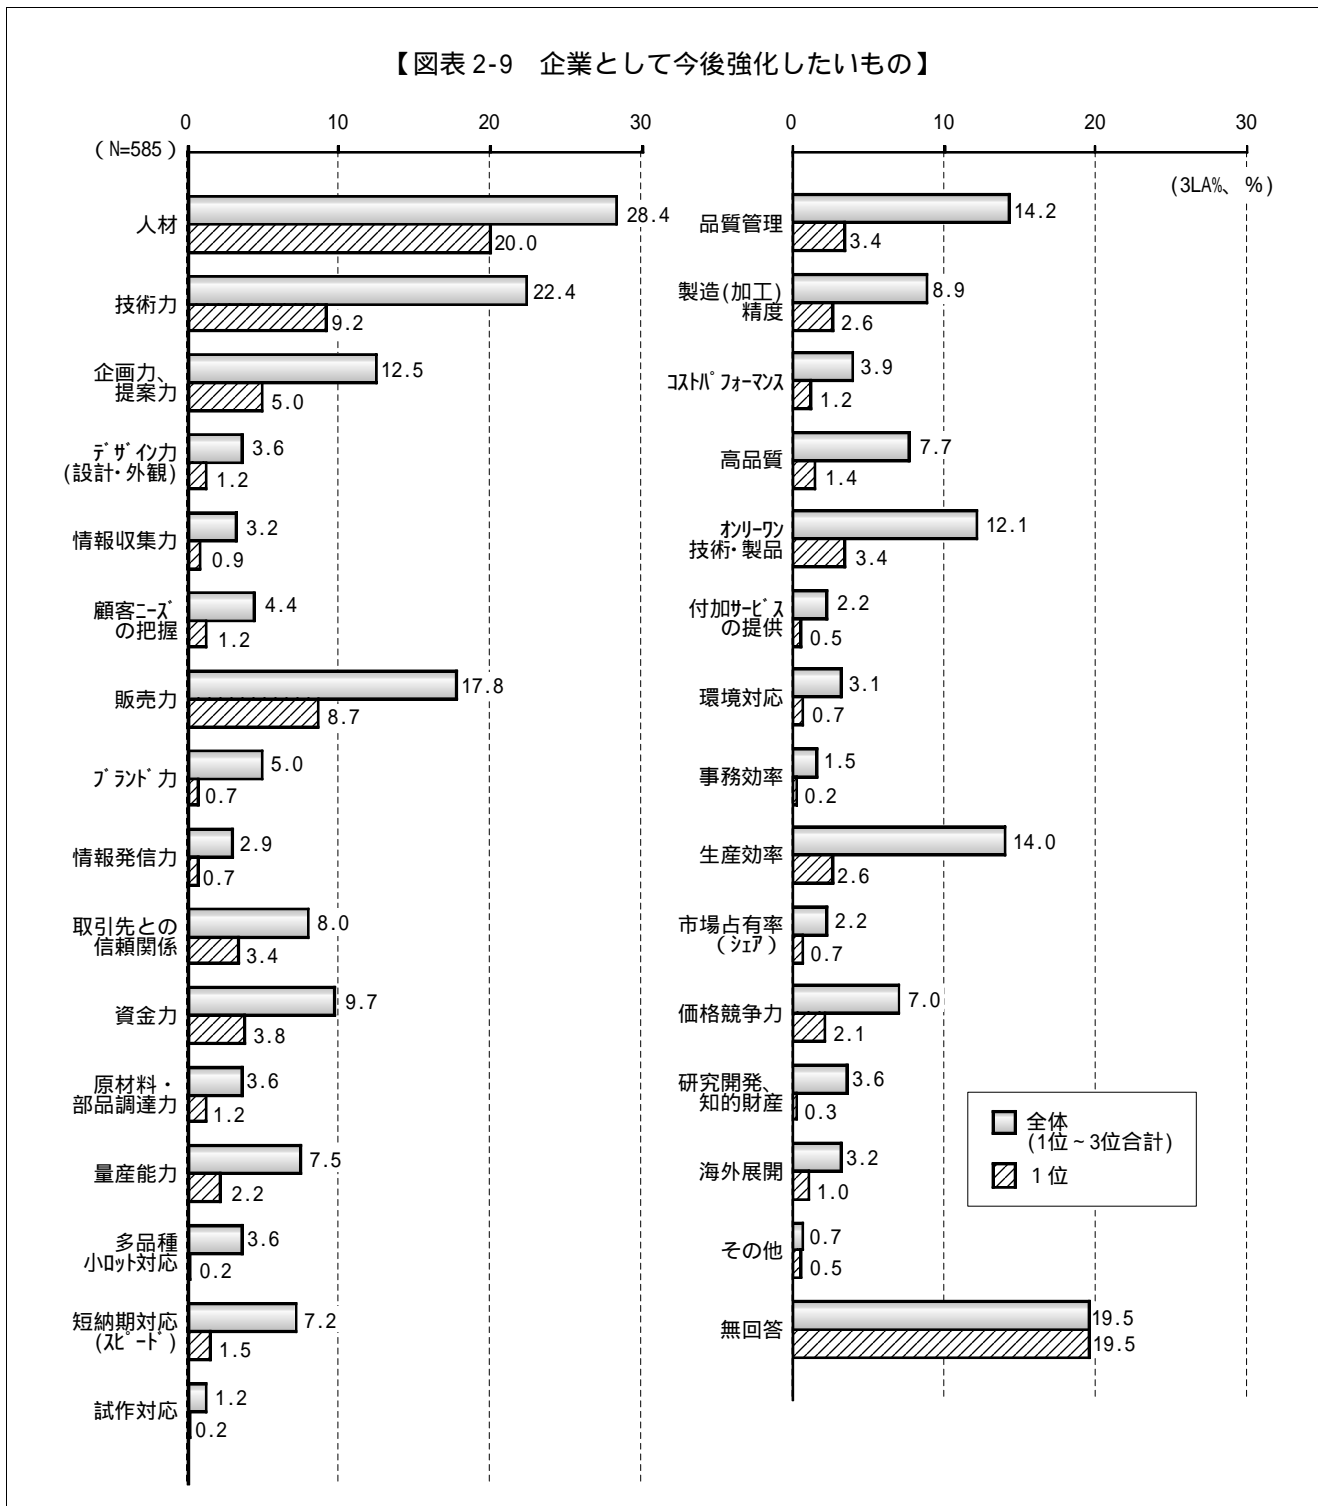 【図表 2-9　企業として今後強化したいもの】
0 10 20 30
（N=585）
人材
28.4
20.0
技術力
22.4
9.2
企画力、
提案力
12.5
5.0
ﾃﾞｻﾞｲﾝ力
(設計・外観)
3.6
1.2
情報収集力
3.2
0.9
顧客ﾆｰｽﾞ
の把握
4.4
1.2
販売力
17.8
8.7
ﾌﾞﾗﾝﾄﾞ力
5.0
0.7
情報発信力
2.9
0.7
取引先との
信頼関係
8.0
3.4
資金力
9.7
3.8
原材料・
部品調達力
3.6
1.2
量産能力
7.5
2.2
多品種
小ﾛｯﾄ対応
3.6
0.2
短納期対応
(ｽﾋﾟｰﾄﾞ)
7.2
1.5
試作対応
1.2
0.2
0 10 20 30
(3LA%、%)
品質管理
14.2
3.4
製造(加工)
精度
8.9
2.6
ｺｽﾄﾊﾟﾌｫｰﾏﾝｽ
3.9
1.2
高品質
7.7
1.4
ｵﾝﾘｰﾜﾝ
技術・製品
12.1
3.4
付加ｻｰﾋﾞｽ
の提供
2.2
0.5
環境対応
3.1
0.7
事務効率
1.5
0.2
生産効率
14.0
2.6
市場占有率
（ｼｪｱ）
2.2
0.7
価格競争力
7.0
2.1
研究開発、
知的財産
3.6
0.3
海外展開
3.2
1.0
その他
0.7
0.5
無回答
19.5
19.5
全体
(1位~3位合計)
1位